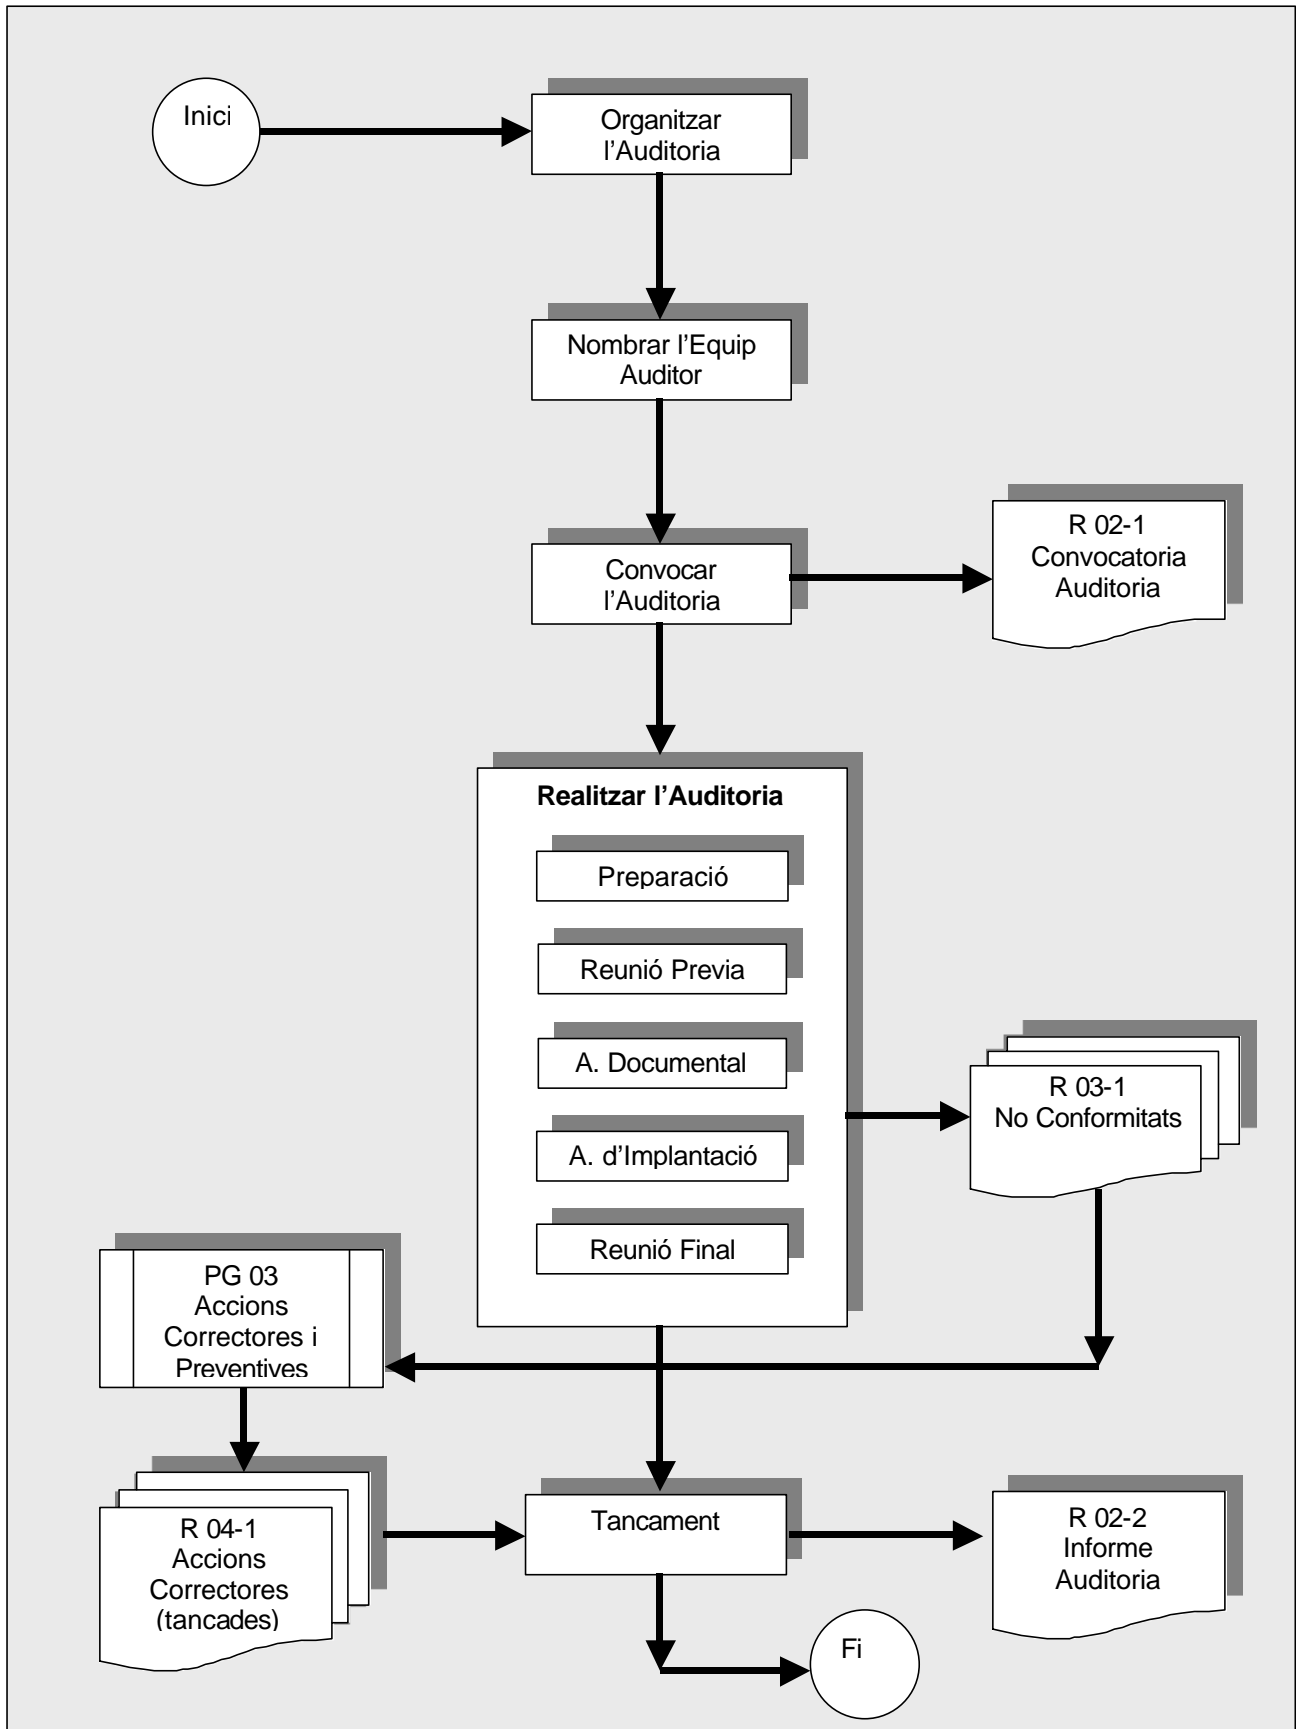 Inici
Organitzar
l’Auditoria
Nombrar l’Equip
Auditor
Convocar
l’Auditoria
R 02-1
Convocatoria
Auditoria
Realitzar l’Auditoria
Preparació
Reunió Previa
A. Documental
A. d’Implantació
Reunió Final
R 03-1
No Conformitats
PG 03
Accions
Correctores i
Preventives
R 04-1
Accions
Correctores
(tancades)
Tancament
R 02-2
Informe
Auditoria
Fi